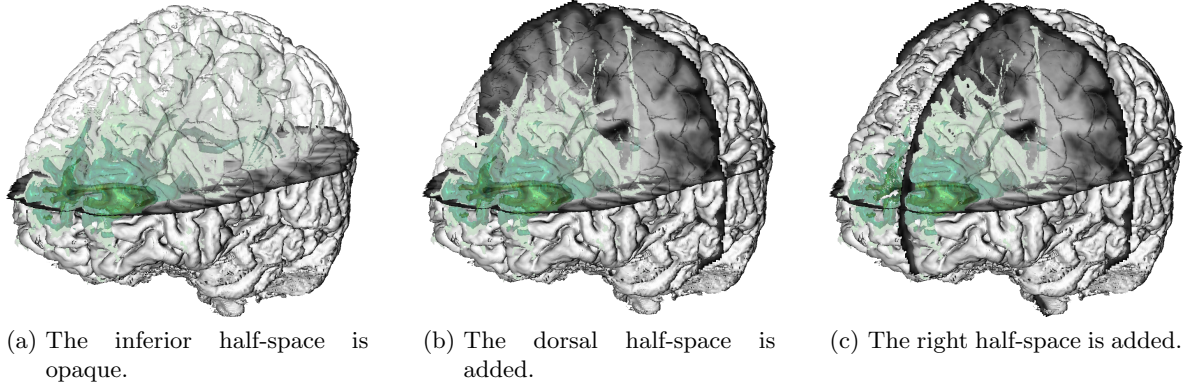 (a) The inferior half-space is
opaque.
(b) The dorsal half-space is
added.
(c) The right half-space is added.